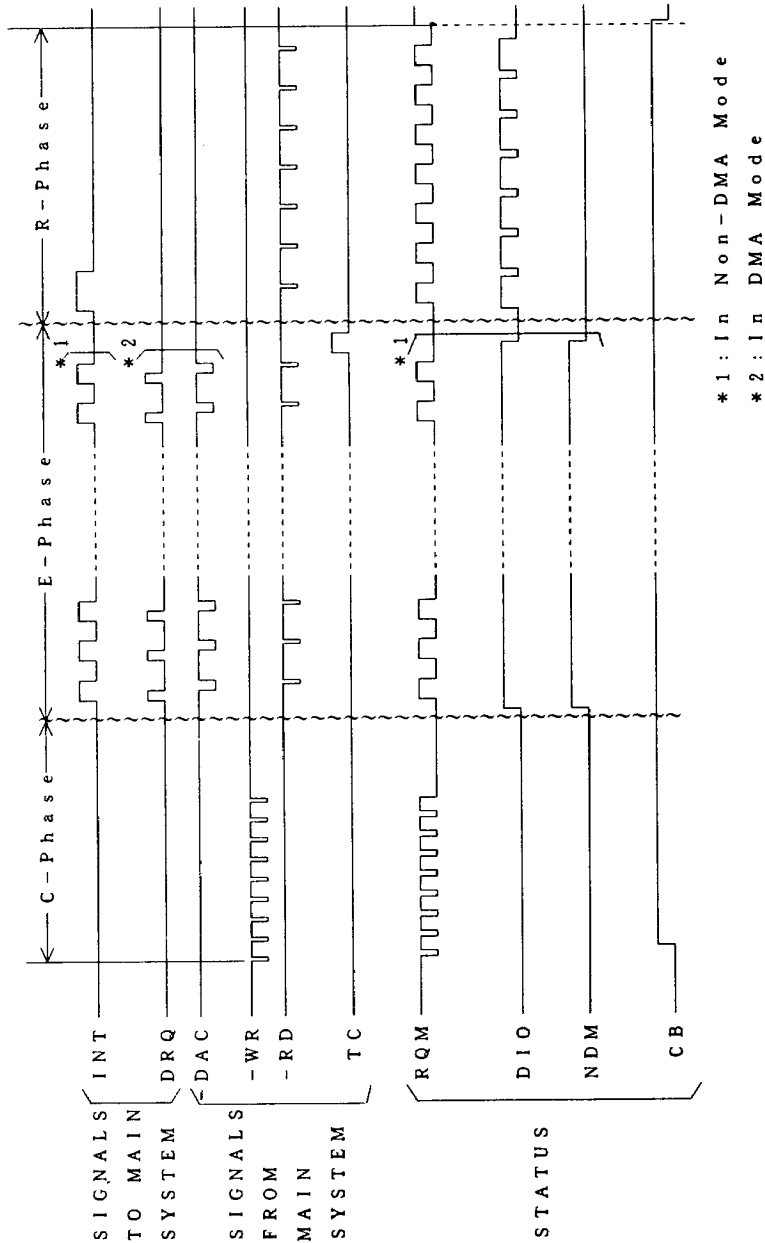 C-Phase
E-Phase
R-Phase
SIGNALS
TO MAIN
SYSTEM
INT
*1
DRQ
*2
SIGNALS
FROM
MAIN
SYSTEM
-DAC
-WR
-RD
TC
STATUS
RQM
*1
DIO
NDM
CB
*1: In Non-DMA Mode
*2: In DMA Mode